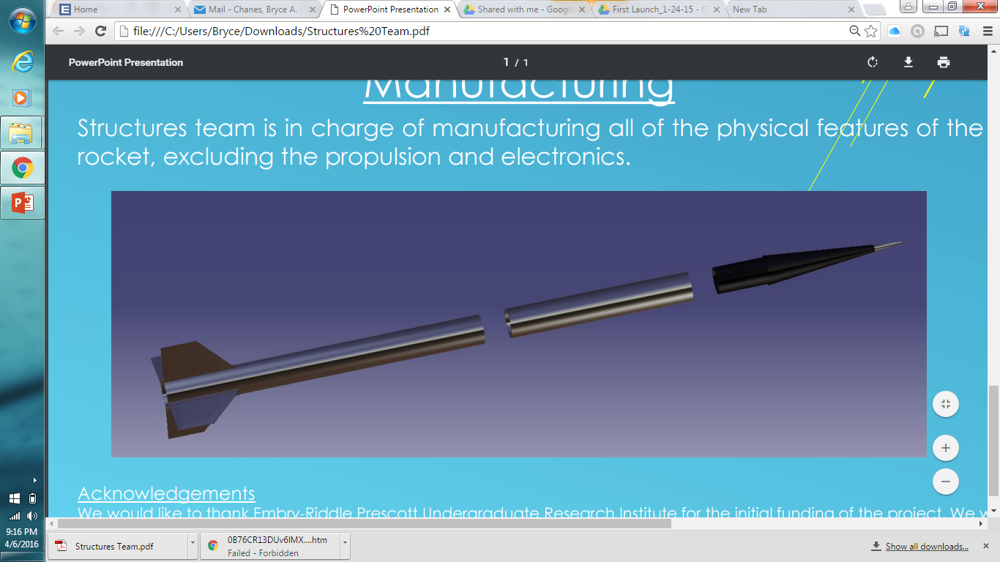 Home
Mail - Chanes, Bryce A. -
PowerPoint Presentation
Shared with me - Google
First Launch_1-24-15 - G
New Tab
file:///C:/Users/Bryce/Downloads/Structures%20Team.pdf
PowerPoint Presentation
1 / 1
Manufacturing
Structures team is in charge of manufacturing all of the physical features of the
rocket, excluding the propulsion and electronics.
Acknowledgements
We would like to thank Embry-Riddle Prescott Undergraduate Research Institute for the initial funding of the project. We w
9:16 PM
4/6/2016
Structures Team.pdf
0B76CR13DUv6IMX....htm
Failed - Forbidden
Show all downloads...